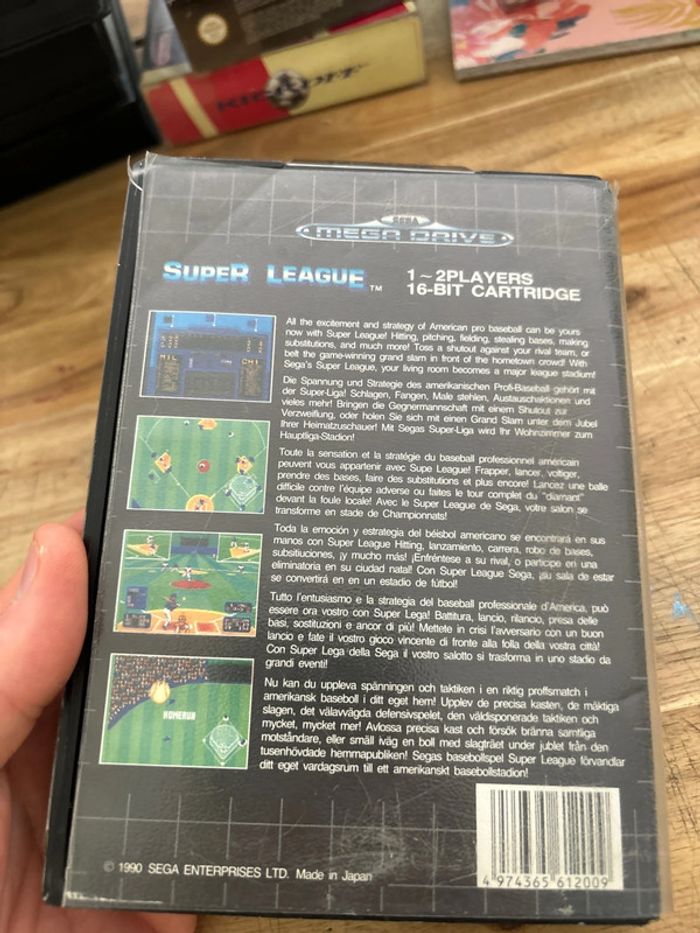 KICK OFF
SEGA
MEGA DRIVE
SUPER LEAGUE TM
1~2PLAYERS
16-BIT CARTRIDGE
All the excitement and strategy of American pro baseball can be yours
now with Super League! Hitting, pitching, fielding, stealing bases, making
substitutions, and much more! Toss a shutout against your rival team, or
belt the game-winning grand slam in front of the hometown crowd! With
Sega's Super League, your living room becomes a major league stadium!
Die Spannung und Strategie des amerikanischen Profi-Baseball gehört mit
der Super-Liga! Schlagen, Fangen, Male stehlen, Austauschaktionen und
vieles mehr! Bringen die Gegnermannschaft mit einem Shutout zur
Verzweiflung, oder holen Sie sich mit einen Grand Slam unter dem Jubel
Ihrer Heimatzuschauer! Mit Segas Super-Liga wird Ihr Wohnzimmer zum
Hauptliga-Stadion!
Toute la sensation et la stratégie du baseball professionnel américain
peuvent vous appartenir avec Supe League! Frapper, lancer, voltiger,
prendre des bases, faire des substitutions et plus encore! Lancez une balle
difficile contre l'équipe adverse ou faites le tour complet du "diamant"
devant la foule locale! Avec le Super League de Sega, votre salon se
transforme en stade de Championnats!
Toda la emoción y estrategia del béisbol americano se encontrará en sus
manos con Super League Hitting, lanzamiento, carrera, robo de bases,
subsitiuciones, ¡y mucho más! ¡Enfréntese a su rival, o participe en una
eliminatoria en su ciudad natal! Con Super League Sega, ¡su sala de estar
se convertirá en en un estadio de fútbol!
Tutto l'entusiasmo e la strategia del baseball professionale d'America, può
essere ora vostro con Super Lega! Battitura, lancio, rilancio, presa delle
basi, sostituzioni e ancor di più! Mettete in crisi l'avversario con un buon
lancio e fate il vostro gioco vincente di fronte alla folla della vostra città!
Con Super Lega della Sega il vostro salotto si trasforma in uno stadio da
grandi eventi!
Nu kan du uppleva spänningen och taktiken i en riktig proffsmatch i
amerikansk baseboll i ditt eget hem! Upplev de precisa kasten, de mäktiga
slagen, det välavvägda defensivspelet, den väldisponerade taktiken och
mycket, mycket mer! Avlossa precisa kast och försök bränna samtliga
motståndare, eller smäll iväg en boll med slagträet under jublet från den
tusenhövdade hemmapubliken! Segas basebollspel Super League förvandlar
ditt eget vardagsrum till ett amerikanskt basebollstadion!
MIL
CHI
HOMERUN
© 1990 SEGA ENTERPRISES LTD. Made in Japan
4 974365 612009